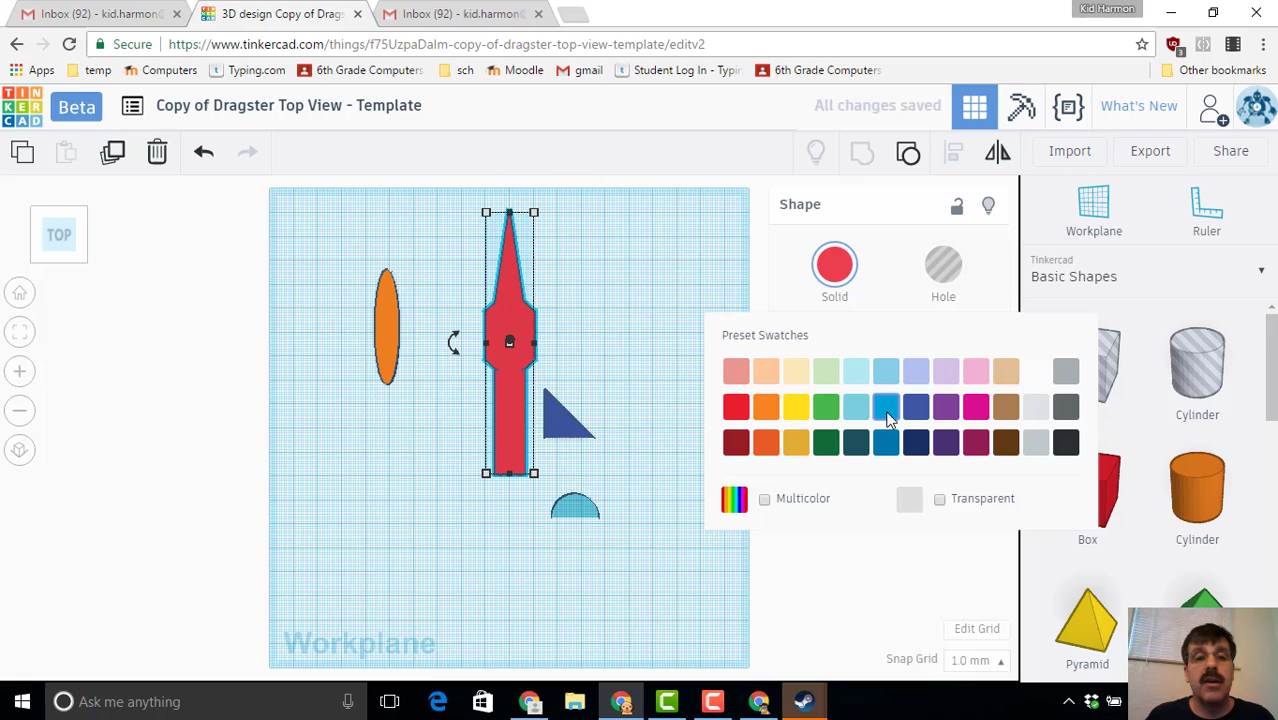 Inbox (92) - kid.harmon@
3D design Copy of Drags
Inbox (92) - kid.harmon@
Kid Harmon
Secure
https://www.tinkercad.com/things/f75UzpaDalm-copy-of-dragster-top-view-template/editv2
3
Apps
temp
Computers
Typing.com
6th Grade Computers
sch
Moodle
gmail
Student Log In - Typin
6th Grade Computers
Other bookmarks
TIN
KER
CAD
Beta
Copy of Dragster Top View - Template
All changes saved
What's New
Import
Export
Share
TOP
Shape
Solid
Hole
Workplane
Ruler
Tinkercad
Basic Shapes
Preset Swatches
Multicolor
Transparent
Cylinder
Box
Cylinder
Pyramid
Workplane
Edit Grid
Snap Grid
1.0 mm
Ask me anything